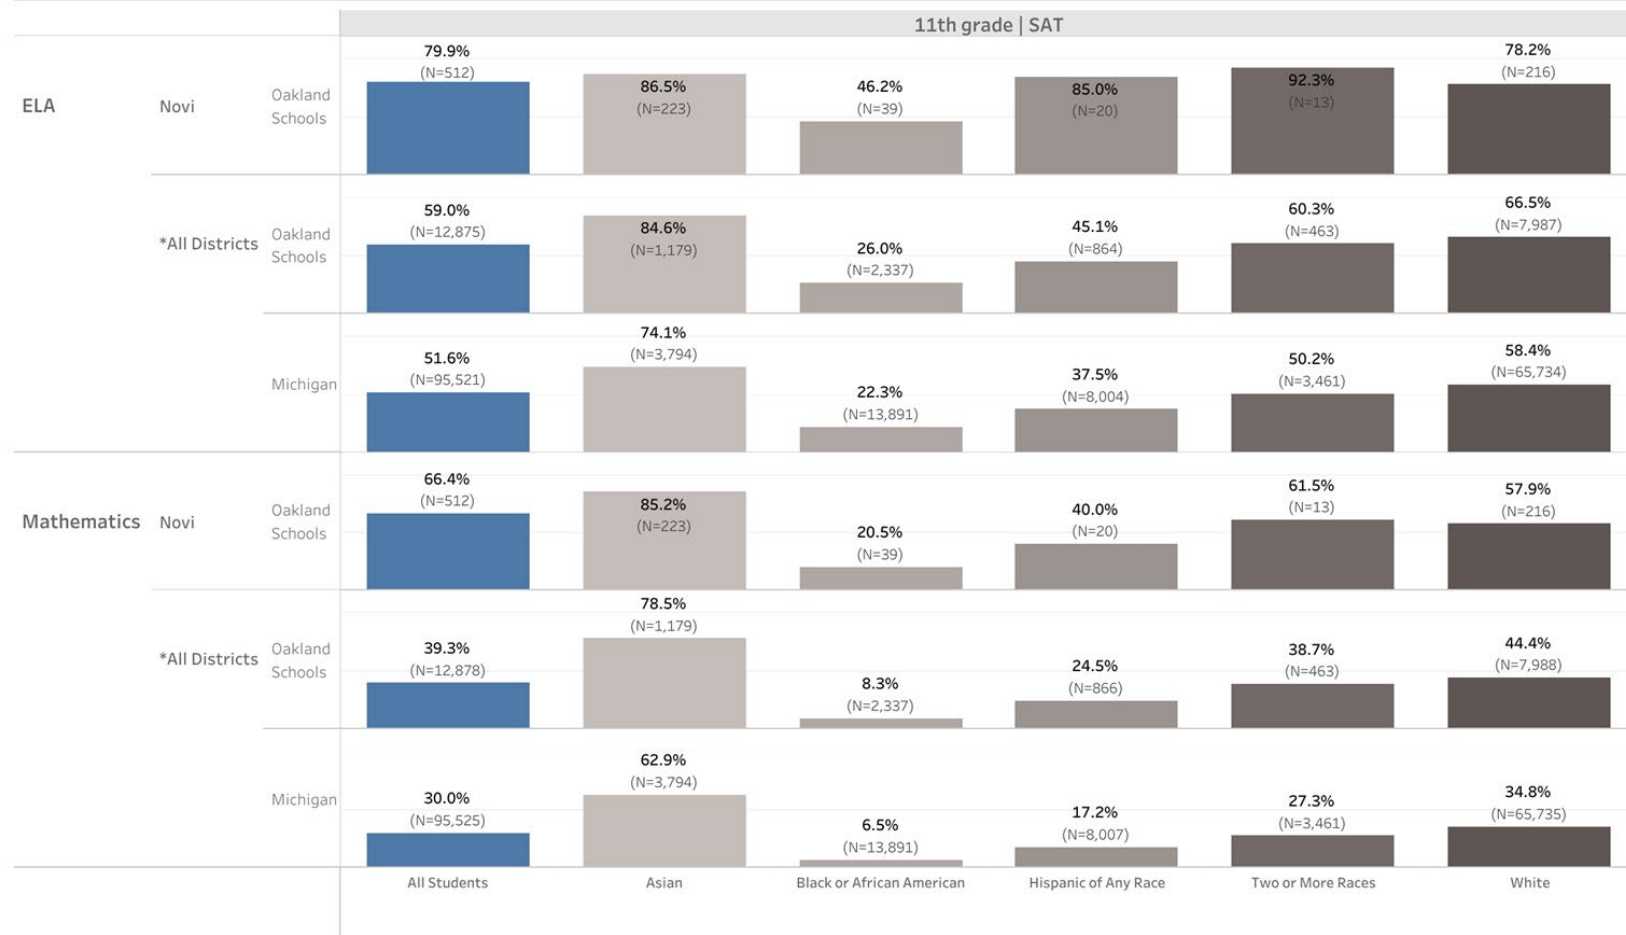 11th grade | SAT
ELA
Novi
Oakland
Schools
79.9%
(N=512)
86.5%
(N=223)
46.2%
(N=39)
85.0%
(N=20)
92.3%
(N=13)
78.2%
(N=216)
*All Districts
Oakland
Schools
59.0%
(N=12,875)
84.6%
(N=1,179)
26.0%
(N=2,337)
45.1%
(N=864)
60.3%
(N=463)
66.5%
(N=7,987)
Michigan
51.6%
(N=95,521)
74.1%
(N=3,794)
22.3%
(N=13,891)
37.5%
(N=8,004)
50.2%
(N=3,461)
58.4%
(N=65,734)
Mathematics
Novi
Oakland
Schools
66.4%
(N=512)
85.2%
(N=223)
20.5%
(N=39)
40.0%
(N=20)
61.5%
(N=13)
57.9%
(N=216)
*All Districts
Oakland
Schools
39.3%
(N=12,878)
78.5%
(N=1,179)
8.3%
(N=2,337)
24.5%
(N=866)
38.7%
(N=463)
44.4%
(N=7,988)
Michigan
30.0%
(N=95,525)
62.9%
(N=3,794)
6.5%
(N=13,891)
17.2%
(N=8,007)
27.3%
(N=3,461)
34.8%
(N=65,735)
All Students
Asian
Black or African American
Hispanic of Any Race
Two or More Races
White